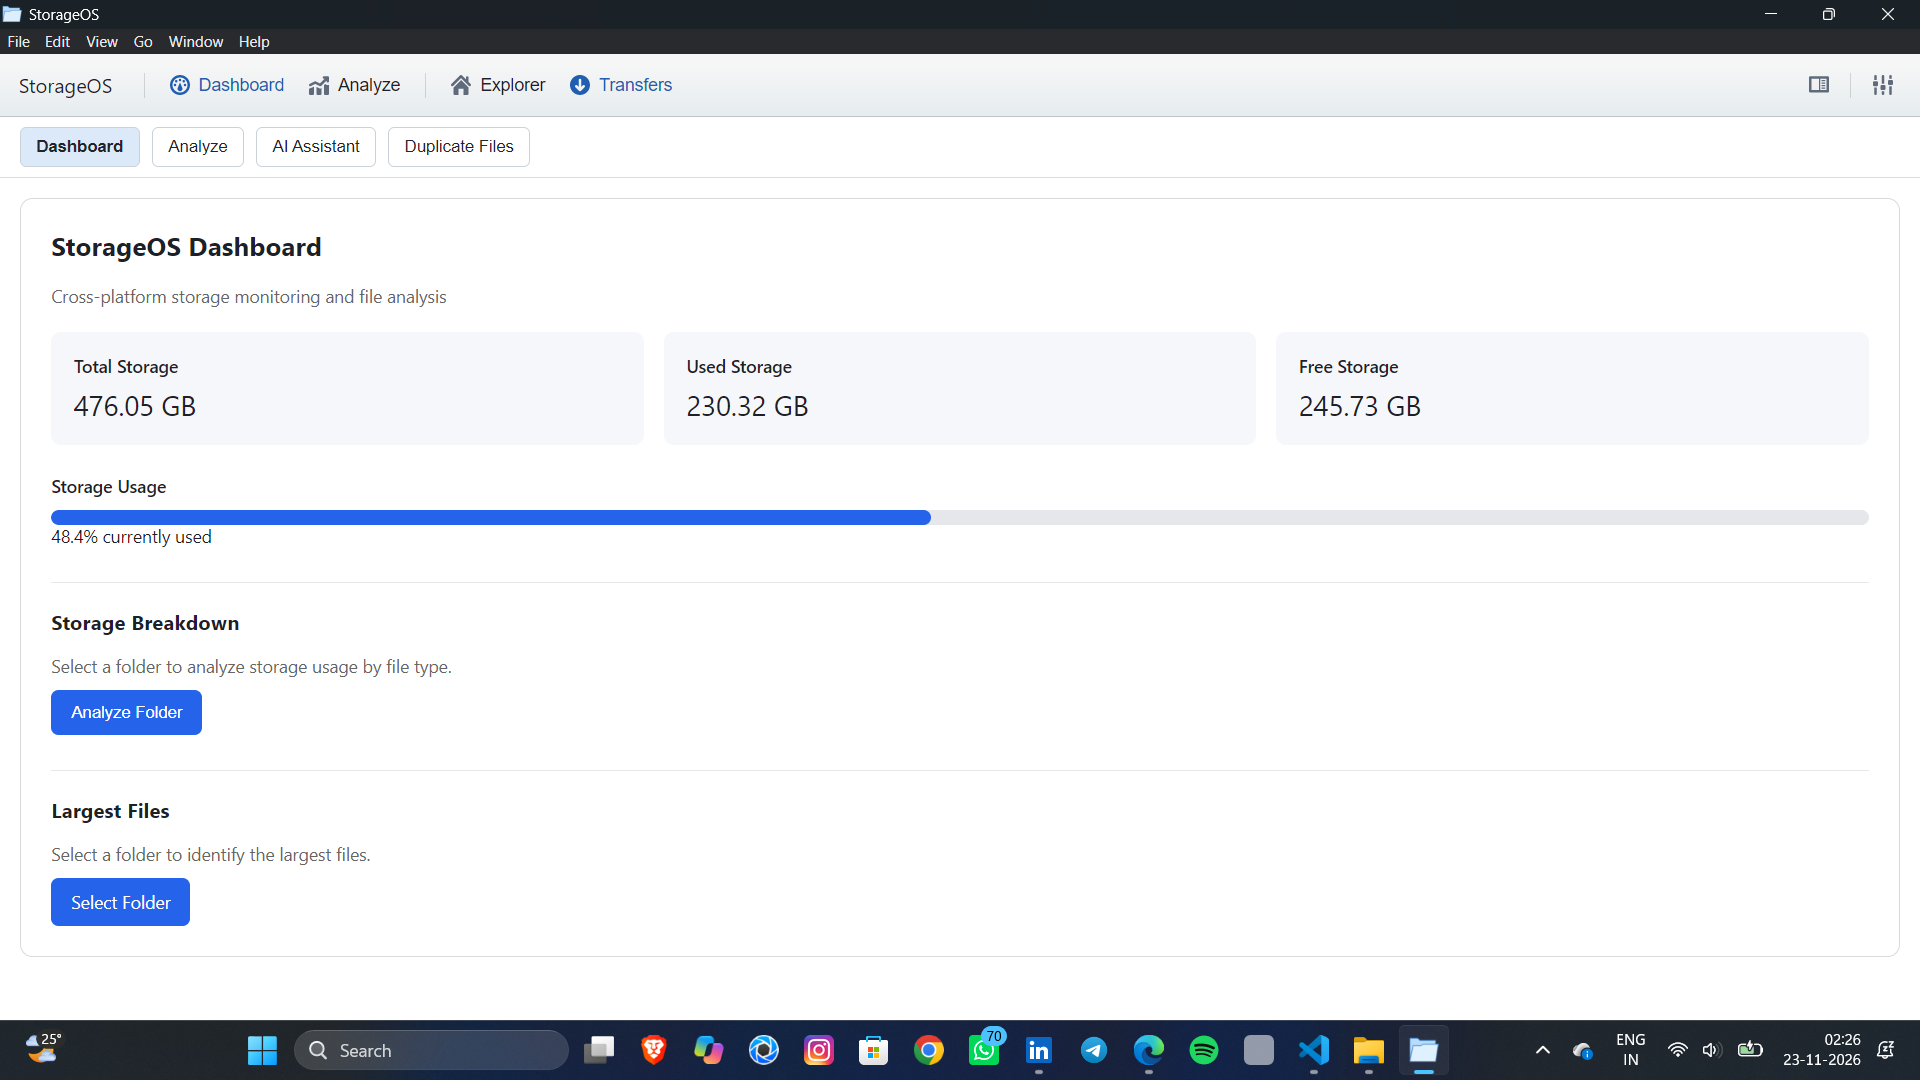 StorageOS
File Edit View Go Window Help
StorageOS Dashboard Analyze Explorer Transfers
Dashboard Analyze AI Assistant Duplicate Files
StorageOS Dashboard
Cross-platform storage monitoring and file analysis
Total Storage Used Storage Free Storage
476.05 GB 230.32 GB 245.73 GB
Storage Usage
48.4% currently used
Storage Breakdown
Select a folder to analyze storage usage by file type.
Analyze Folder
Largest Files
Select a folder to identify the largest files.
Select Folder
25°
Search
70
in
ENG
IN
02:26
23-11-2026